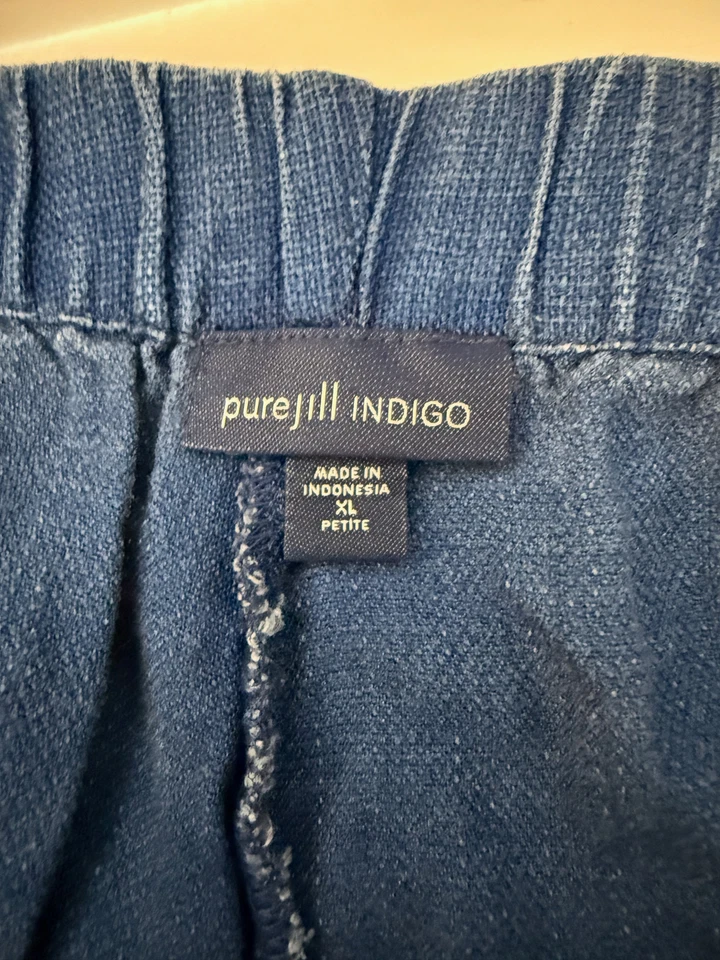 purejill INDIGO
MADE IN
INDONESIA
XL
PETITE